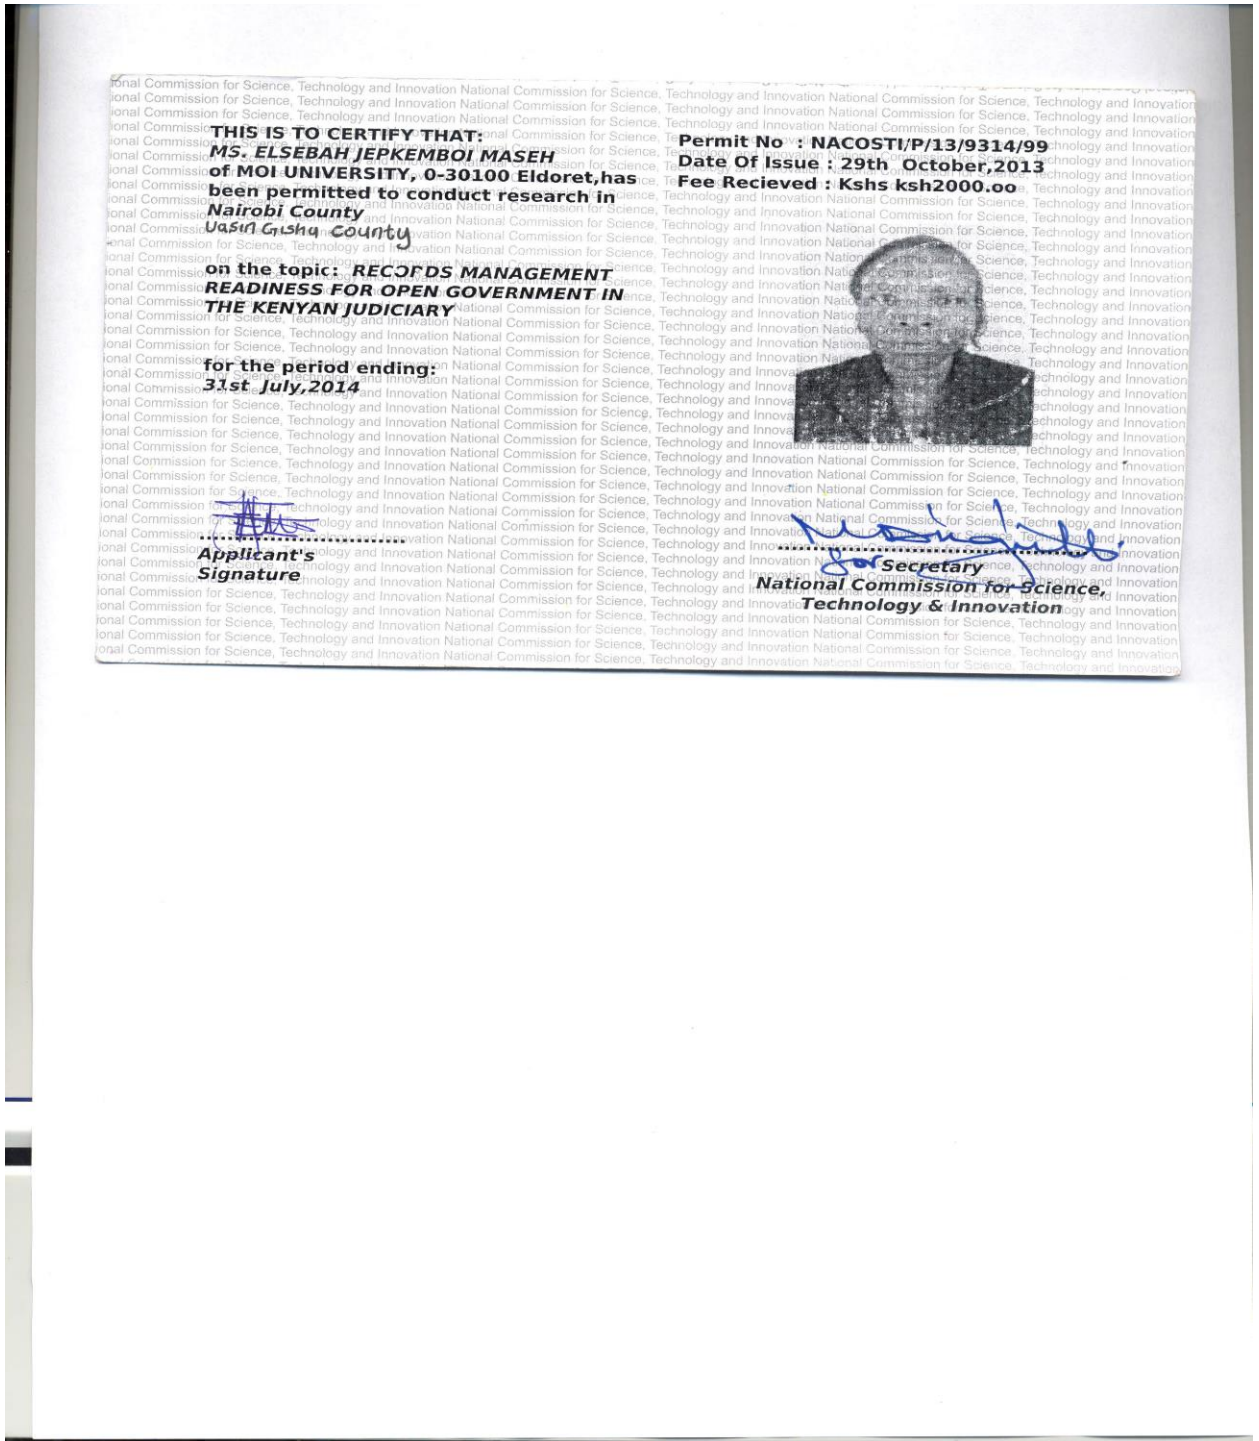 THIS IS TO CERTIFY THAT:
MS. ELSEBAH JEPKEMBOI MASEH
of MOI UNIVERSITY, 0-30100 Eldoret,has
been permitted to conduct research in
Nairobi County
Uasin Gishu County
on the topic: RECORDS MANAGEMENT
READINESS FOR OPEN GOVERNMENT IN
THE KENYAN JUDICIARY
for the period ending:
31st July,2014
Applicant's
Signature
Permit No : NACOSTI/P/13/9314/99
Date Of Issue : 29th October,2013
Fee Recieved : Kshs ksh2000.oo
for Secretary
National Commission for Science,
Technology & Innovation